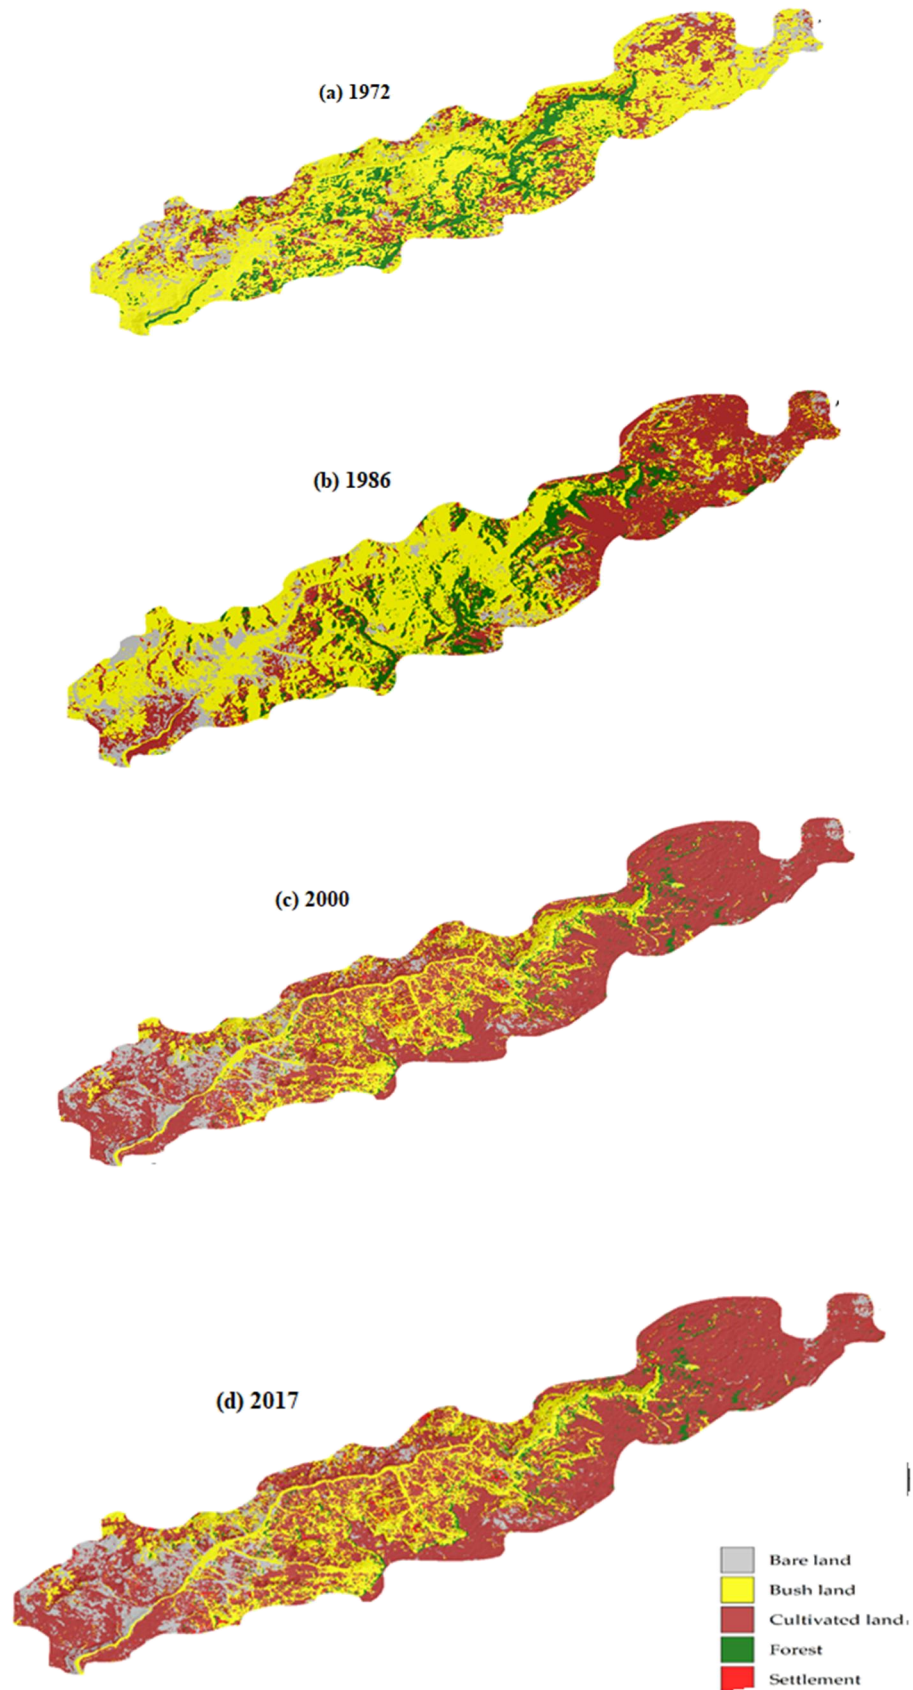 (a) 1972
(b) 1986
(c) 2000
(d) 2017
Bare land
Bush land
Cultivated land
Forest
Settlement